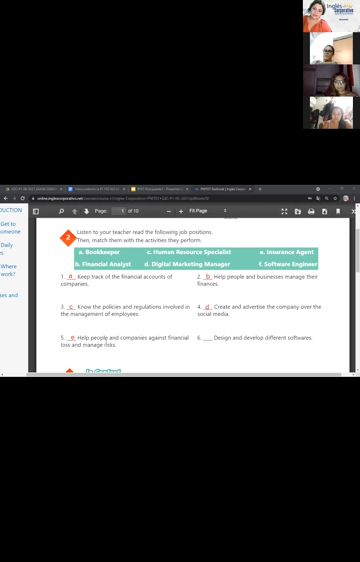 Inglés
Corporativo
Page: 1 of 15
Fit Page
DUCTION
Get to
omeone
Daily
Where
work?
2 Listen to your teacher read the following job positions.
Then, match them with the activities they perform.
a. Bookkeeper c. Human Resource Specialist e. Insurance Agent
b. Financial Analyst d. Digital Marketing Manager f. Software Engineer
1. a Keep track of the financial accounts of
companies.
2. b Help people and businesses manage their
finances.
3. c Know the policies and regulations involved in
the management of employees.
4. d Create and advertise the company over the
social media.
5. e Help people and companies against financial
loss and manage risks.
6. ___ Design and develop different softwares.